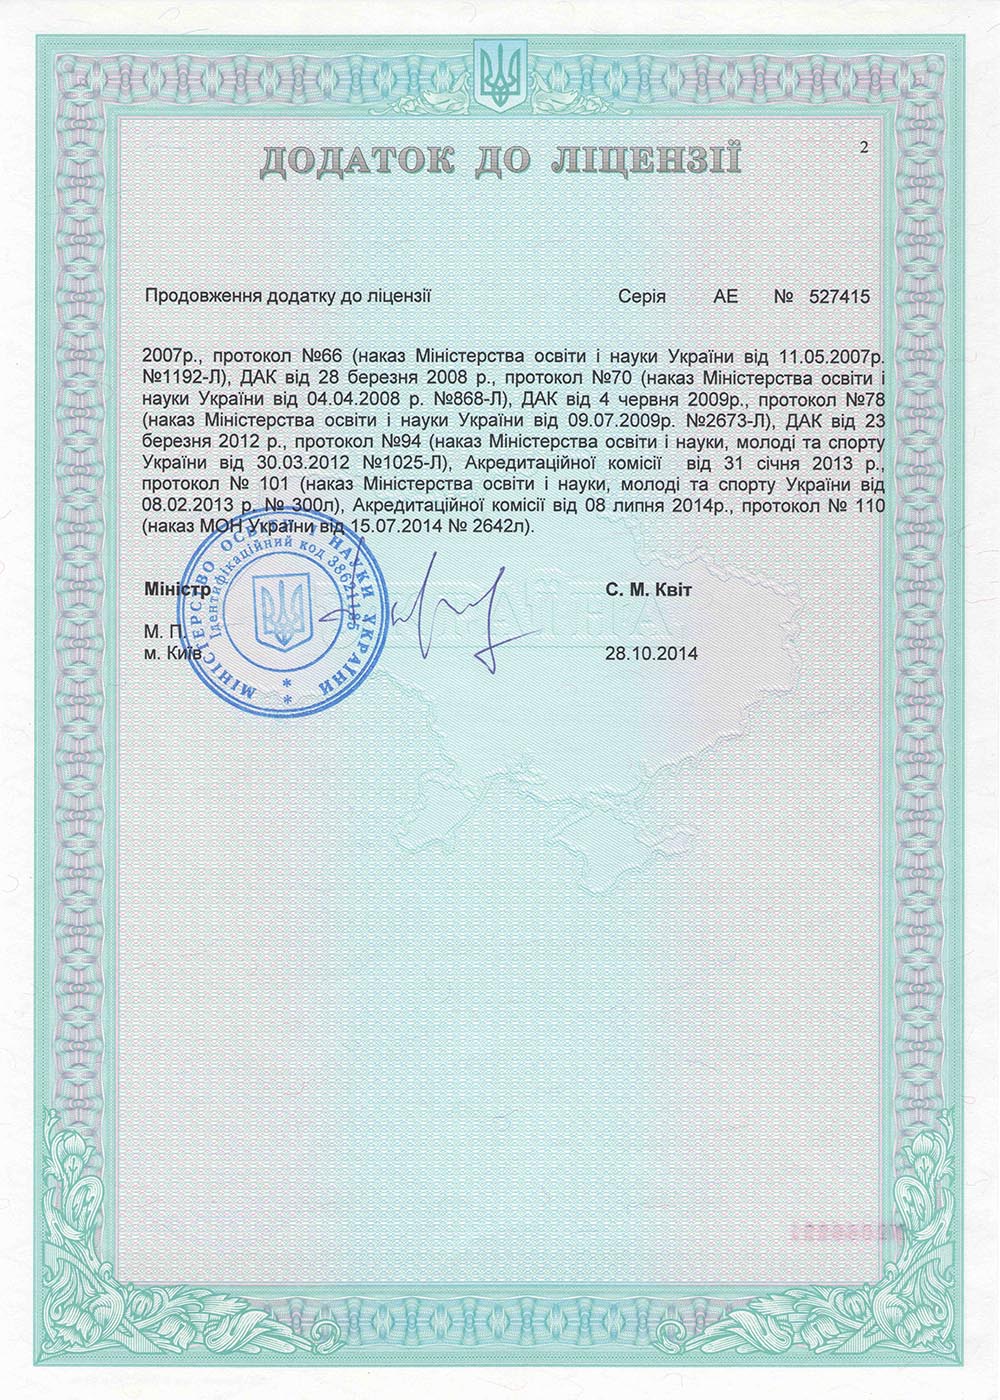 ДОДАТОК ДО ЛІЦЕНЗІЇ
2
Продовження додатку до ліцензії Серія АЕ № 527415
2007р., протокол №66 (наказ Міністерства освіти і науки України від 11.05.2007р.
№1192-Л), ДАК від 28 березня 2008 р., протокол №70 (наказ Міністерства освіти і
науки України від 04.04.2008 р. №868-Л), ДАК від 4 червня 2009р., протокол №78
(наказ Міністерства освіти і науки України від 09.07.2009р. №2673-Л), ДАК від 23
березня 2012 р., протокол №94 (наказ Міністерства освіти і науки, молоді та спорту
України від 30.03.2012 №1025-Л), Акредитаційної комісії від 31 січня 2013 р.,
протокол № 101 (наказ Міністерства освіти і науки, молоді та спорту України від
08.02.2013 р. № 300л), Акредитаційної комісії від 08 липня 2014р., протокол № 110
(наказ МОН України від 15.07.2014 № 2642л).
Міністр С. М. Квіт
М. П.
м. Київ 28.10.2014
МІНІСТЕРСТВО ОСВІТИ І НАУКИ УКРАЇНИ
Ідентифікаційний код 38621185
* *